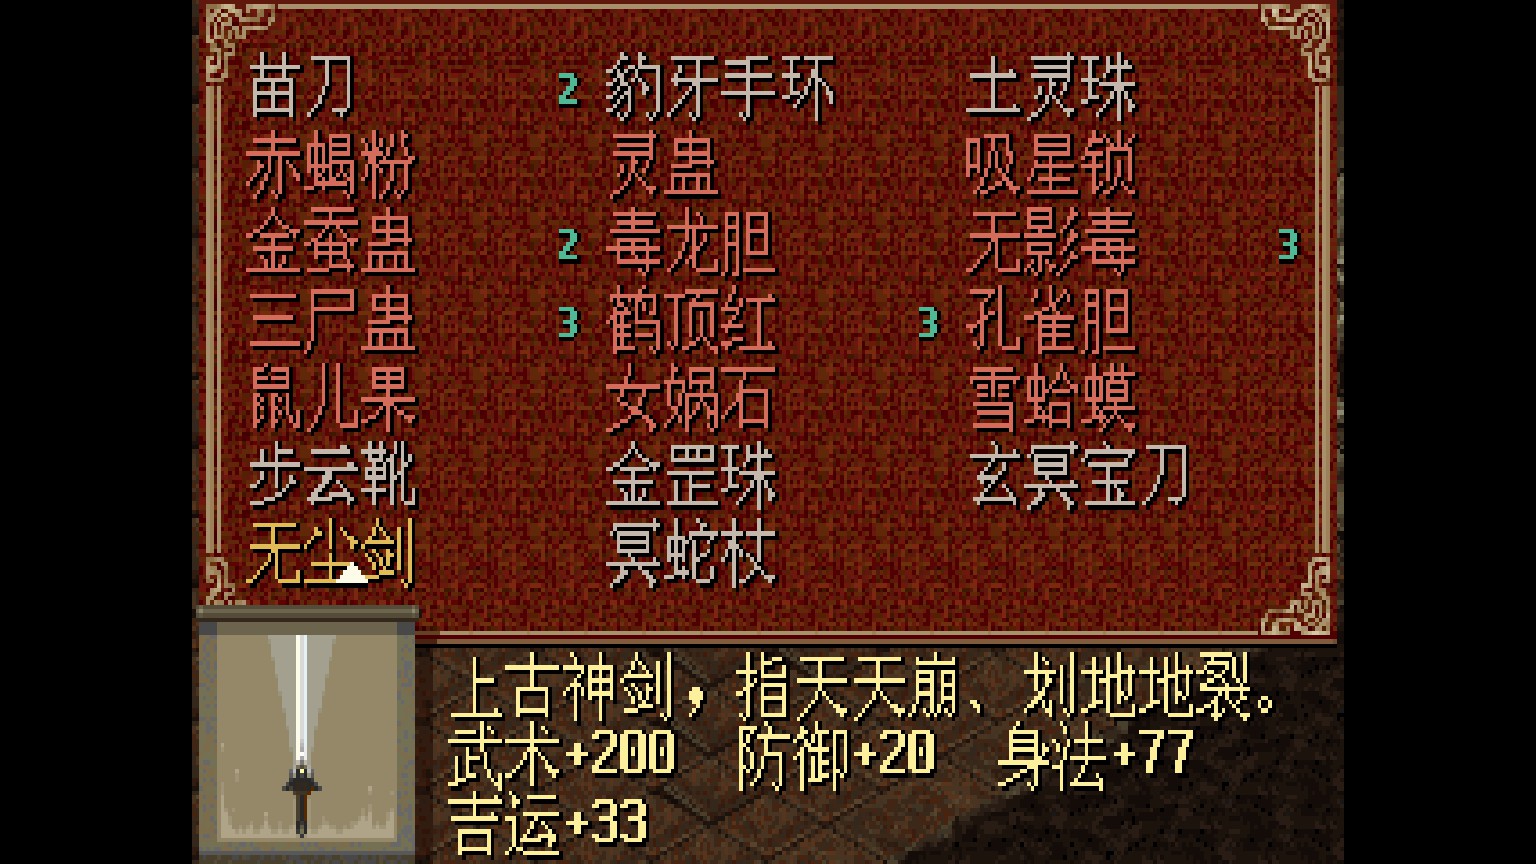 苗刀 2 豹牙手环 土灵珠
赤蝎粉 灵蛊 吸星锁
金蚕蛊 2 毒龙胆 无影毒 3
三尸蛊 3 鹤顶红 3 孔雀胆
鼠儿果 女娲石 雪蛤蟆
步云靴 金罡珠 玄冥宝刀
无尘剑 冥蛇杖
上古神剑，指天天崩、划地地裂。
武术+200 防御+20 身法+77
吉运+33